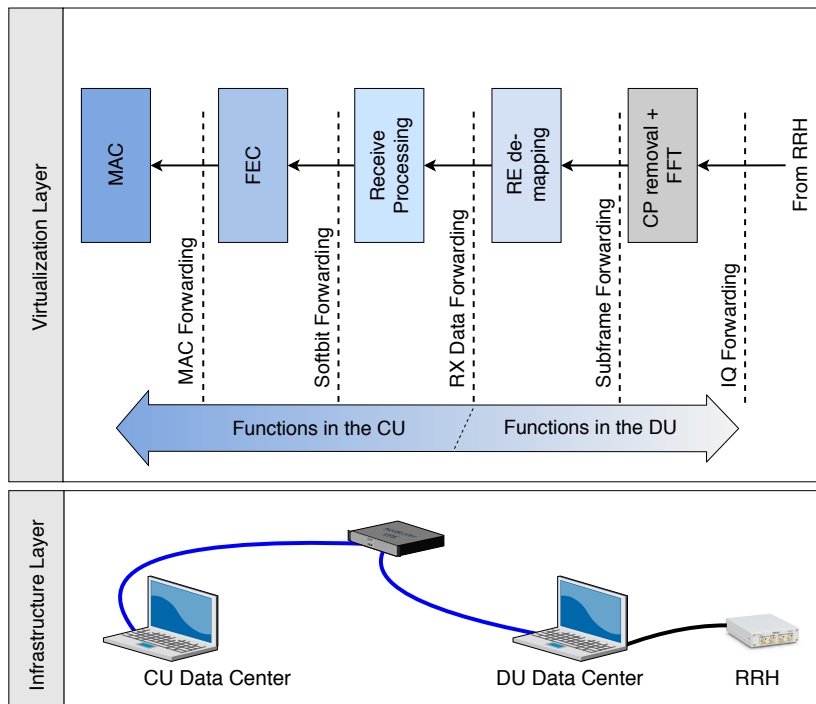 Virtualization Layer
MAC
FEC
Receive
Processing
RE de-
mapping
CP removal +
FFT
From RRH
MAC Forwarding
Softbit Forwarding
RX Data Forwarding
Subframe Forwarding
IQ Forwarding
Functions in the CU
Functions in the DU
Infrastructure Layer
CU Data Center
DU Data Center
RRH